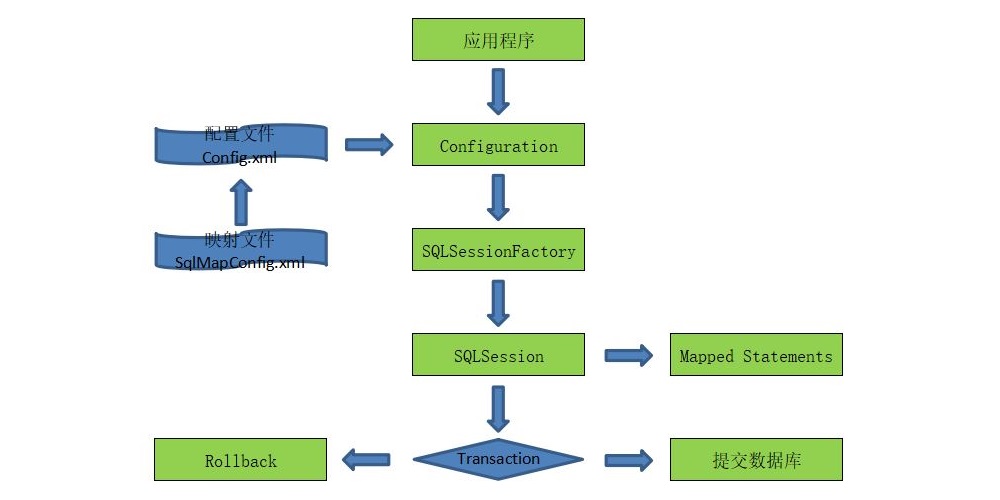 应用程序
配置文件
Config.xml
Configuration
映射文件
SqlMapConfig.xml
SQLSessionFactory
SQLSession
Mapped Statements
Rollback
Transaction
提交数据库